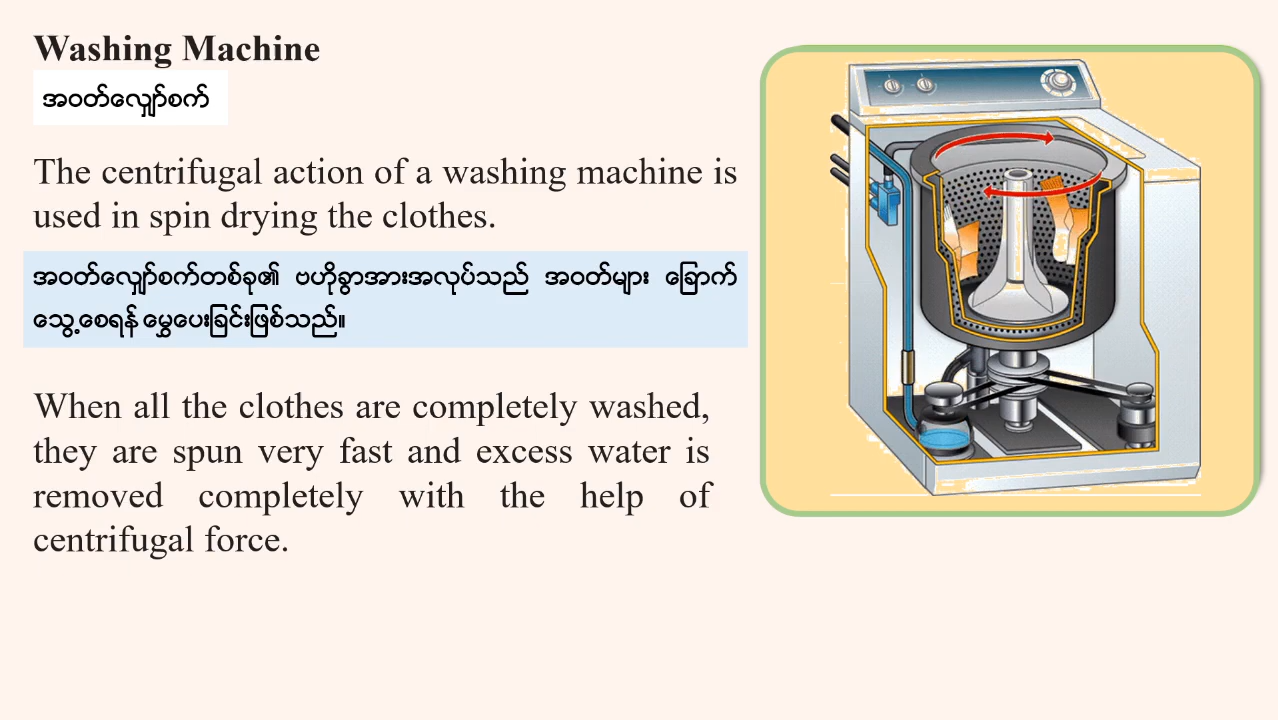 Washing Machine
အဝတ်လျှော်စက်
The centrifugal action of a washing machine is
used in spin drying the clothes.
အဝတ်လျှော်စက်တစ်ခု၏ ဗဟိုခွာအားအလုပ်သည် အဝတ်များ ခြောက်
သွေ့စေရန် မွှေပေးခြင်းဖြစ်သည်။
When all the clothes are completely washed,
they are spun very fast and excess water is
removed completely with the help of
centrifugal force.